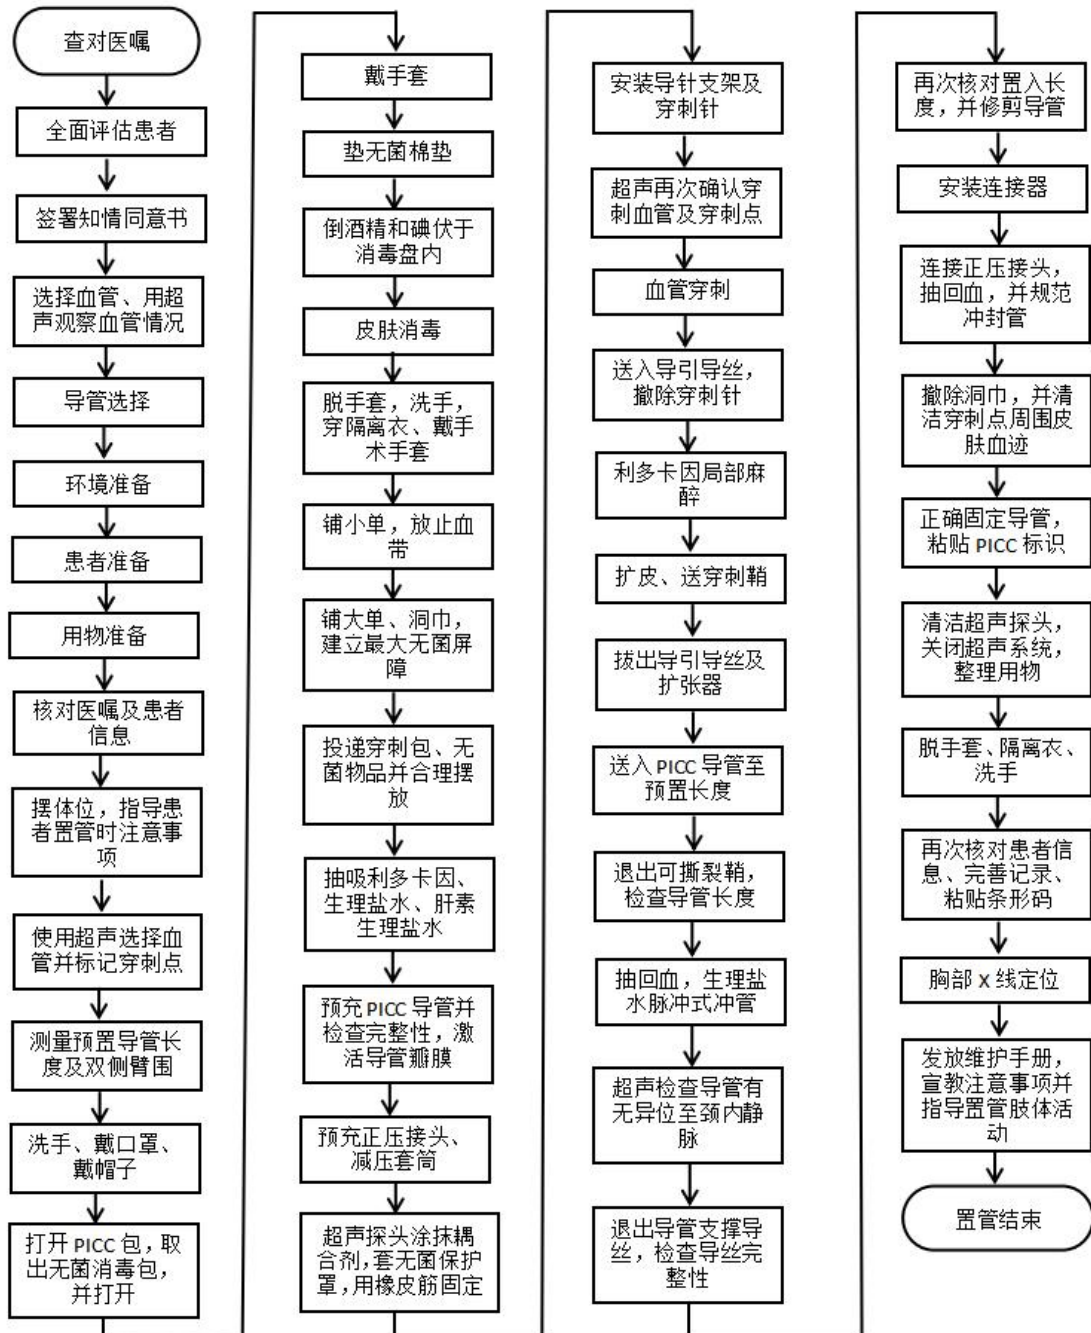 查对医嘱
全面评估患者
签署知情同意书
选择血管、用超
声观察血管情况
导管选择
环境准备
患者准备
用物准备
核对医嘱及患者
信息
摆体位，指导患
者置管时注意事
项
使用超声选择血
管并标记穿刺点
测量预置导管长
度及双侧臂围
洗手、戴口罩、
戴帽子
打开 PICC 包，取
出无菌消毒包，
并打开
戴手套
垫无菌棉垫
倒酒精和碘伏于
消毒盘内
皮肤消毒
脱手套，洗手，
穿隔离衣、戴手
术手套
铺小单，放止血
带
铺大单、洞巾，
建立最大无菌屏
障
投递穿刺包、无
菌物品并合理摆
放
抽吸利多卡因、
生理盐水、肝素
生理盐水
预充 PICC 导管并
检查完整性，激
活导管瓣膜
预充正压接头、
减压套筒
超声探头涂抹耦
合剂，套无菌保护
罩，用橡皮筋固定
安装导针支架及
穿刺针
超声再次确认穿
刺血管及穿刺点
血管穿刺
送入导引导丝，
撤除穿刺针
利多卡因局部麻
醉
扩皮、送穿刺鞘
拔出导引导丝及
扩张器
送入 PICC 导管至
预置长度
退出可撕裂鞘，
检查导管长度
抽回血，生理盐
水脉冲式冲管
超声检查导管有
无异位至颈内静
脉
退出导管支撑导
丝，检查导丝完
整性
再次核对置入长
度，并修剪导管
安装连接器
连接正压接头，
抽回血，并规范
冲封管
撤除洞巾，并清
洁穿刺点周围皮
肤血迹
正确固定导管，
粘贴 PICC 标识
清洁超声探头，
关闭超声系统，
整理用物
脱手套、隔离衣、
洗手
再次核对患者信
息、完善记录、
粘贴条形码
胸部 X 线定位
发放维护手册，
宣教注意事项并
指导置管肢体活
动
置管结束